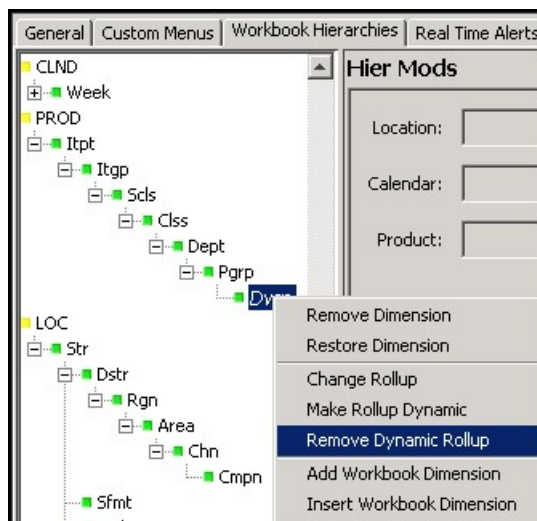 General Custom Menus Workbook Hierarchies Real Time Alerts
CLND
Week
PROD
Itpt
Itgp
Scls
Clss
Dept
Pgrp
LOC
Str
Dstr
Rgn
Area
Chn
Cmpn
Sfmt
Hier Mods
Location:
Calendar:
Product:
Remove Dimension
Restore Dimension
Change Rollup
Make Rollup Dynamic
Remove Dynamic Rollup
Add Workbook Dimension
Insert Workbook Dimension